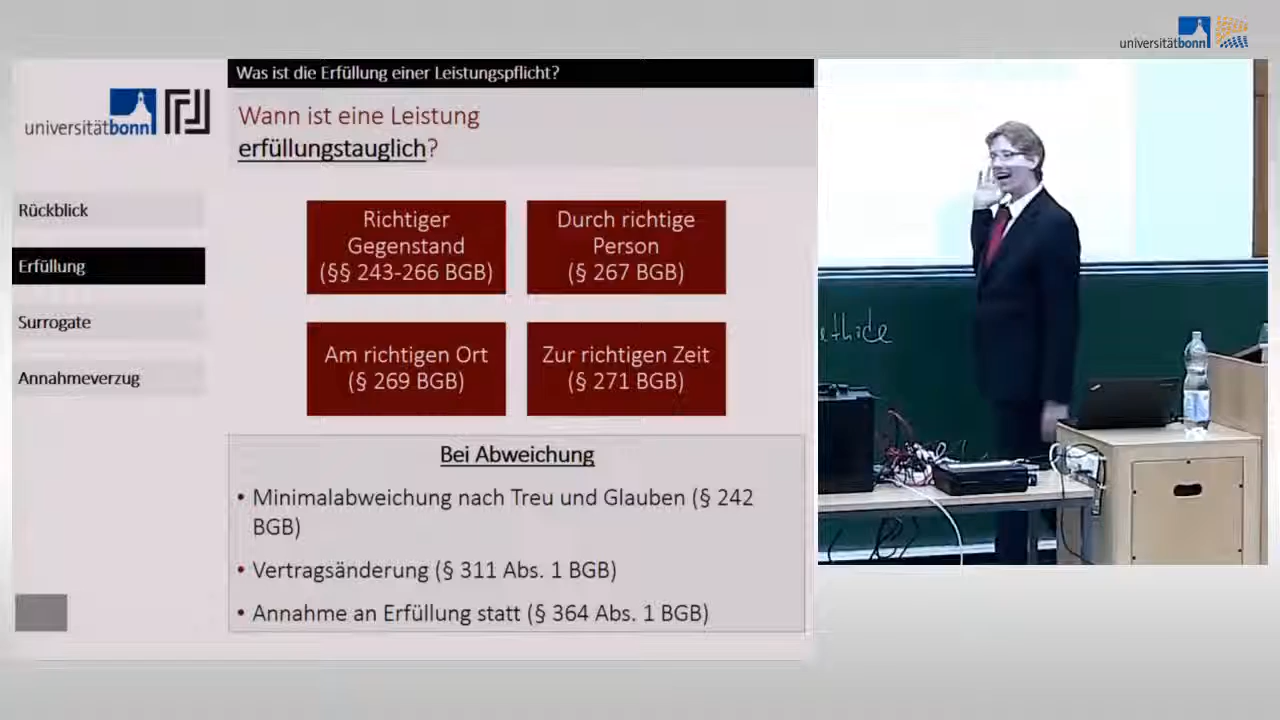 universitätbonn
Was ist die Erfüllung einer Leistungspflicht?
universitätbonn
Wann ist eine Leistung
erfüllungstauglich?
Rückblick
Erfüllung
Surrogate
Annahmeverzug
Richtiger
Gegenstand
(§§ 243-266 BGB)
Durch richtige
Person
(§ 267 BGB)
Am richtigen Ort
(§ 269 BGB)
Zur richtigen Zeit
(§ 271 BGB)
Bei Abweichung
• Minimalabweichung nach Treu und Glauben (§ 242
BGB)
• Vertragsänderung (§ 311 Abs. 1 BGB)
• Annahme an Erfüllung statt (§ 364 Abs. 1 BGB)